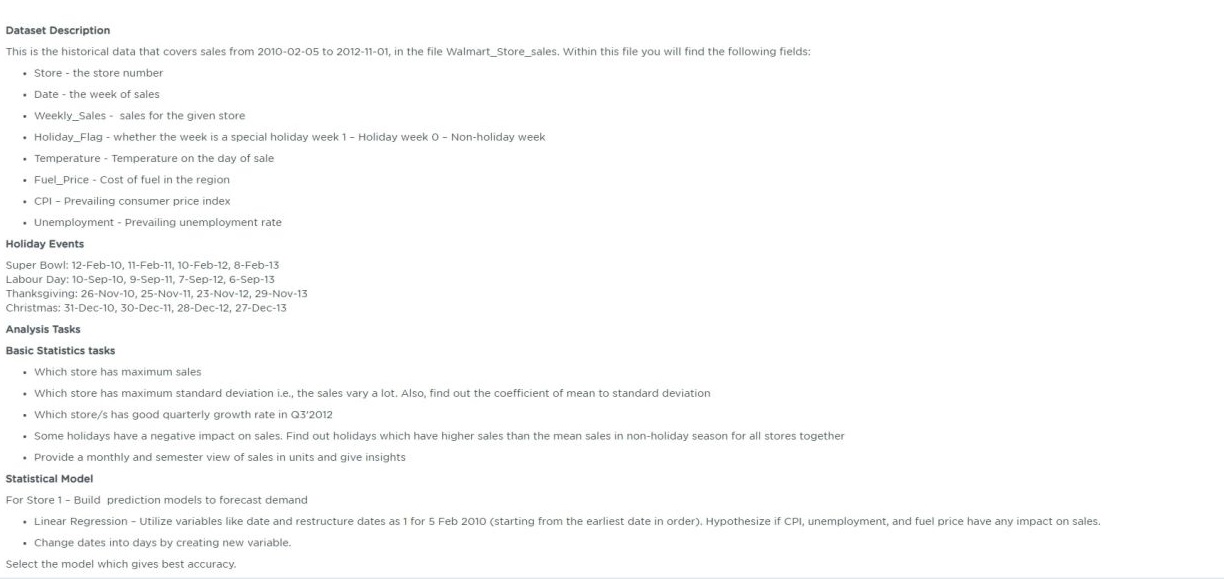 Dataset Description
This is the historical data that covers sales from 2010-02-05 to 2012-11-01, in the file Walmart_Store_sales. Within this file you will find the following fields:
• Store - the store number
• Date - the week of sales
• Weekly_Sales - sales for the given store
• Holiday_Flag - whether the week is a special holiday week 1 – Holiday week 0 – Non-holiday week
• Temperature - Temperature on the day of sale
• Fuel_Price - Cost of fuel in the region
• CPI – Prevailing consumer price index
• Unemployment - Prevailing unemployment rate
Holiday Events
Super Bowl: 12-Feb-10, 11-Feb-11, 10-Feb-12, 8-Feb-13
Labour Day: 10-Sep-10, 9-Sep-11, 7-Sep-12, 6-Sep-13
Thanksgiving: 26-Nov-10, 25-Nov-11, 23-Nov-12, 29-Nov-13
Christmas: 31-Dec-10, 30-Dec-11, 28-Dec-12, 27-Dec-13
Analysis Tasks
Basic Statistics tasks
• Which store has maximum sales
• Which store has maximum standard deviation i.e., the sales vary a lot. Also, find out the coefficient of mean to standard deviation
• Which store/s has good quarterly growth rate in Q3'2012
• Some holidays have a negative impact on sales. Find out holidays which have higher sales than the mean sales in non-holiday season for all stores together
• Provide a monthly and semester view of sales in units and give insights
Statistical Model
For Store 1 – Build prediction models to forecast demand
• Linear Regression – Utilize variables like date and restructure dates as 1 for 5 Feb 2010 (starting from the earliest date in order). Hypothesize if CPI, unemployment, and fuel price have any impact on sales.
• Change dates into days by creating new variable.
Select the model which gives best accuracy.